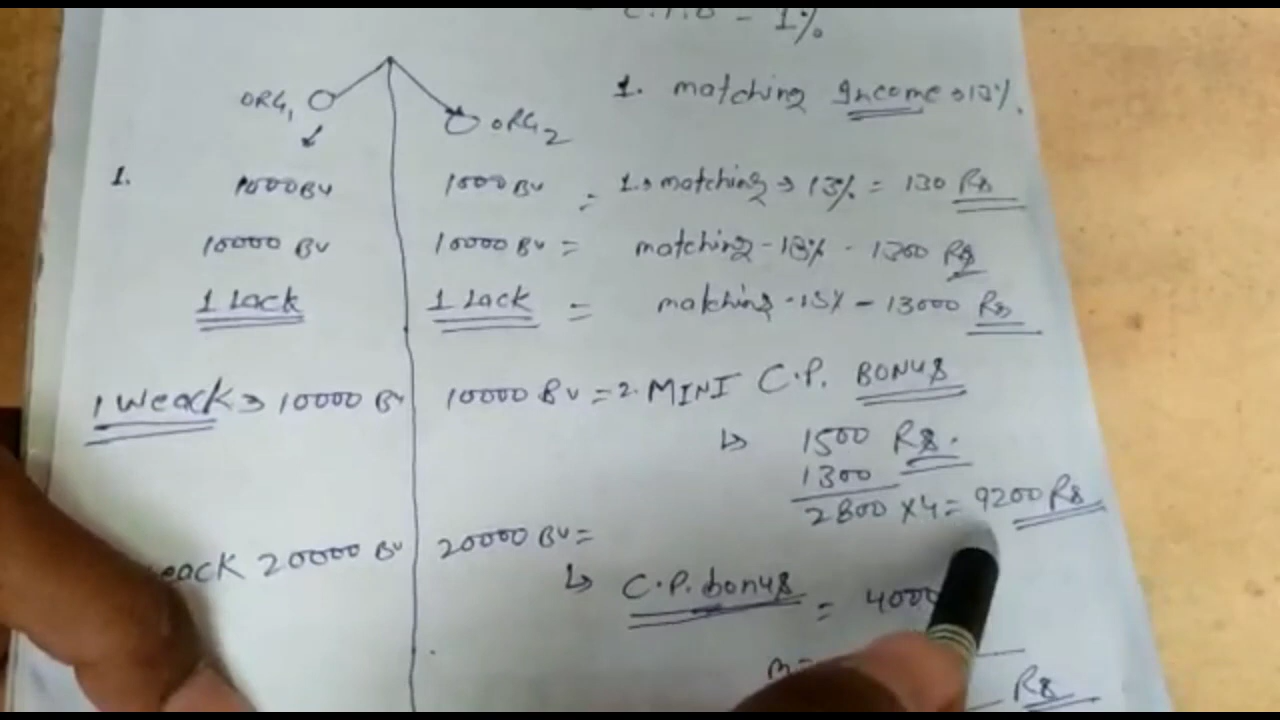 C.P.B - 1%
ORG1 ORG2 1. matching Income 13%.
1. 1000 BV 1000 BV = 1. matching → 13% = 130 Rs
10000 BV 10000 BV = matching - 13% - 1300 Rs
1 Lack 1 Lack = matching - 13% - 13000 Rs
1 Weack → 10000 BV 10000 BV = 2. MINI C.P. BONUS
↳ 1500 Rs.
1300
2800 x 4 = 9200 Rs
eack 20000 BV 20000 BV =
↳ C.P. bonus = 4000
Rs